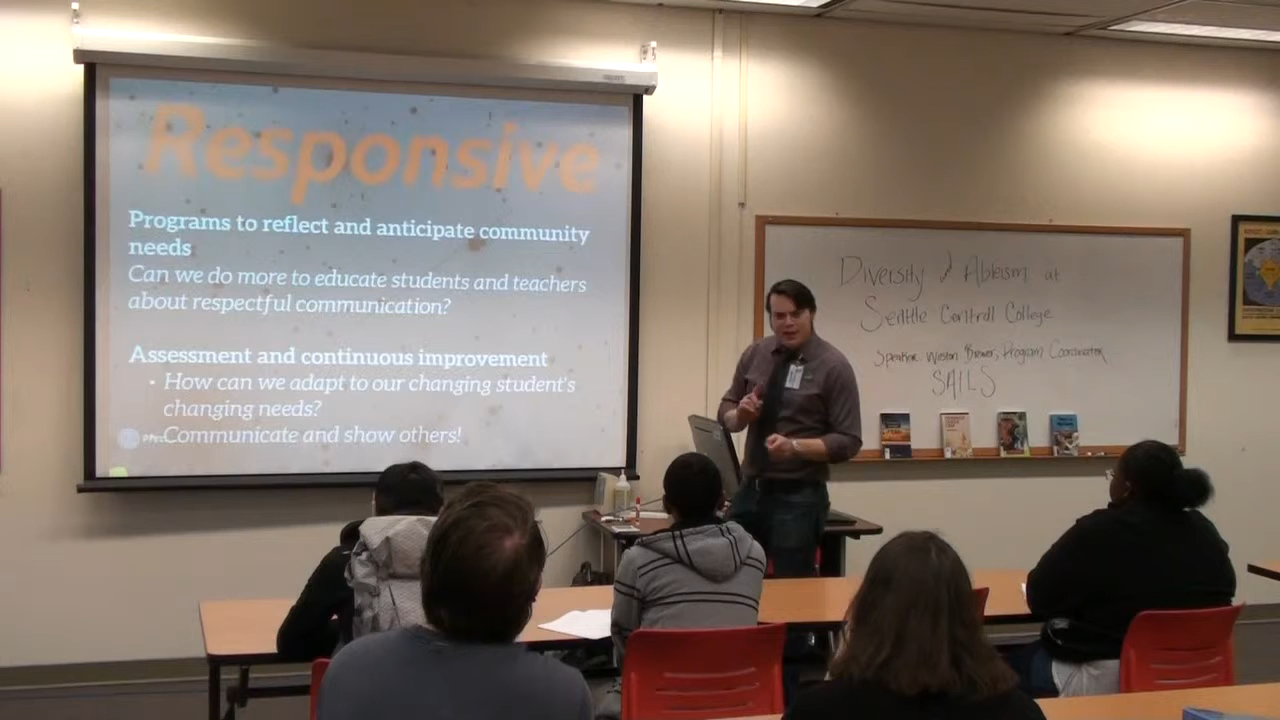 Responsive
Programs to reflect and anticipate community
needs
Can we do more to educate students and teachers
about respectful communication?
Assessment and continuous improvement
• How can we adapt to our changing student's
changing needs?
• Communicate and show others!
Diversity & Ableism at
Seattle Central College
Speaker: Weston Brewer, Program Coordinator
SAILS